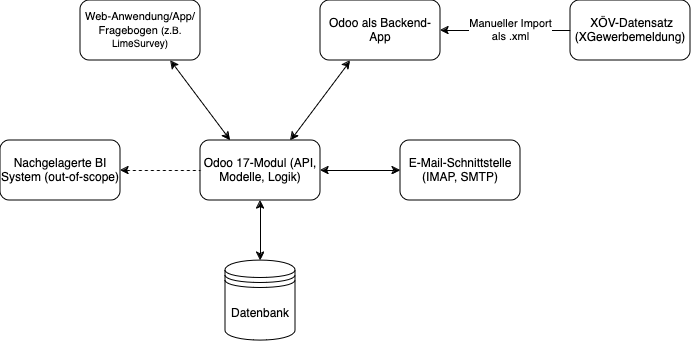 Web-Anwendung/App/
Fragebogen (z.B.
LimeSurvey)
Odoo als Backend-
App
Manueller Import
als .xml
XÖV-Datensatz
(XGewerbemeldung)
Nachgelagerte BI
System (out-of-scope)
Odoo 17-Modul (API,
Modelle, Logik)
E-Mail-Schnittstelle
(IMAP, SMTP)
Datenbank